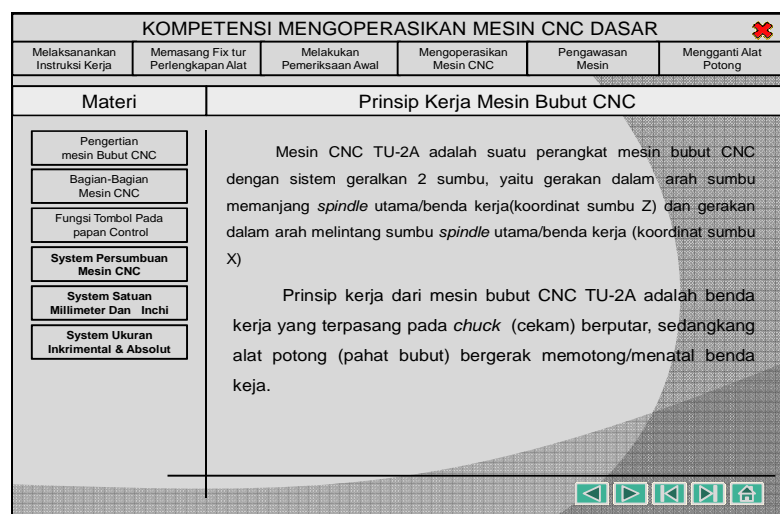 KOMPETENSI MENGOPERASIKAN MESIN CNC DASAR
Melaksanankan
Instruksi Kerja
Memasang Fix tur
Perlengkapan Alat
Melakukan
Pemeriksaan Awal
Mengoperasikan
Mesin CNC
Pengawasan
Mesin
Mengganti Alat
Potong
Materi
Prinsip Kerja Mesin Bubut CNC
Pengertian
mesin Bubut CNC
Bagian-Bagian
Mesin CNC
Fungsi Tombol Pada
papan Control
System Persumbuan
Mesin CNC
System Satuan
Millimeter Dan Inchi
System Ukuran
Inkrimental & Absolut
Mesin CNC TU-2A adalah suatu perangkat mesin bubut CNC
dengan sistem geralkan 2 sumbu, yaitu gerakan dalam arah sumbu
memanjang spindle utama/benda kerja(koordinat sumbu Z) dan gerakan
dalam arah melintang sumbu spindle utama/benda kerja (koordinat sumbu
X)
Prinsip kerja dari mesin bubut CNC TU-2A adalah benda
kerja yang terpasang pada chuck (cekam) berputar, sedangkang
alat potong (pahat bubut) bergerak memotong/menatal benda
keja.